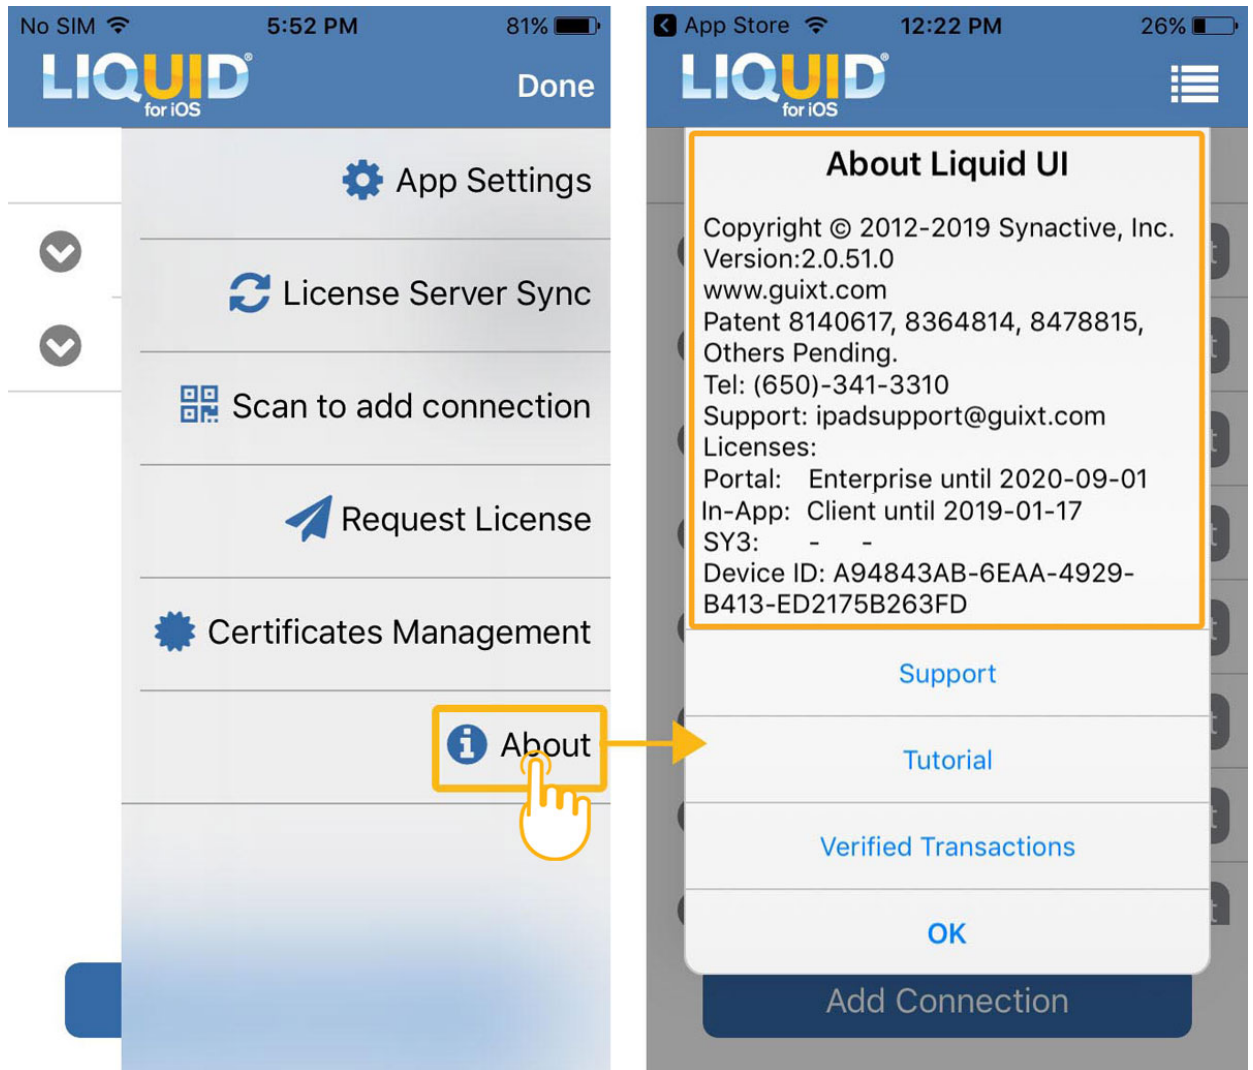 No SIM 5:52 PM 81%
LIQUID®
for iOS
Done
App Settings
License Server Sync
Scan to add connection
Request License
Certificates Management
About
App Store 12:22 PM 26%
LIQUID®
for iOS
About Liquid UI
Copyright © 2012-2019 Synactive, Inc.
Version:2.0.51.0
www.guixt.com
Patent 8140617, 8364814, 8478815,
Others Pending.
Tel: (650)-341-3310
Support: ipadsupport@guixt.com
Licenses:
Portal: Enterprise until 2020-09-01
In-App: Client until 2019-01-17
SY3: - -
Device ID: A94843AB-6EAA-4929-
B413-ED2175B263FD
Support
Tutorial
Verified Transactions
OK
Add Connection